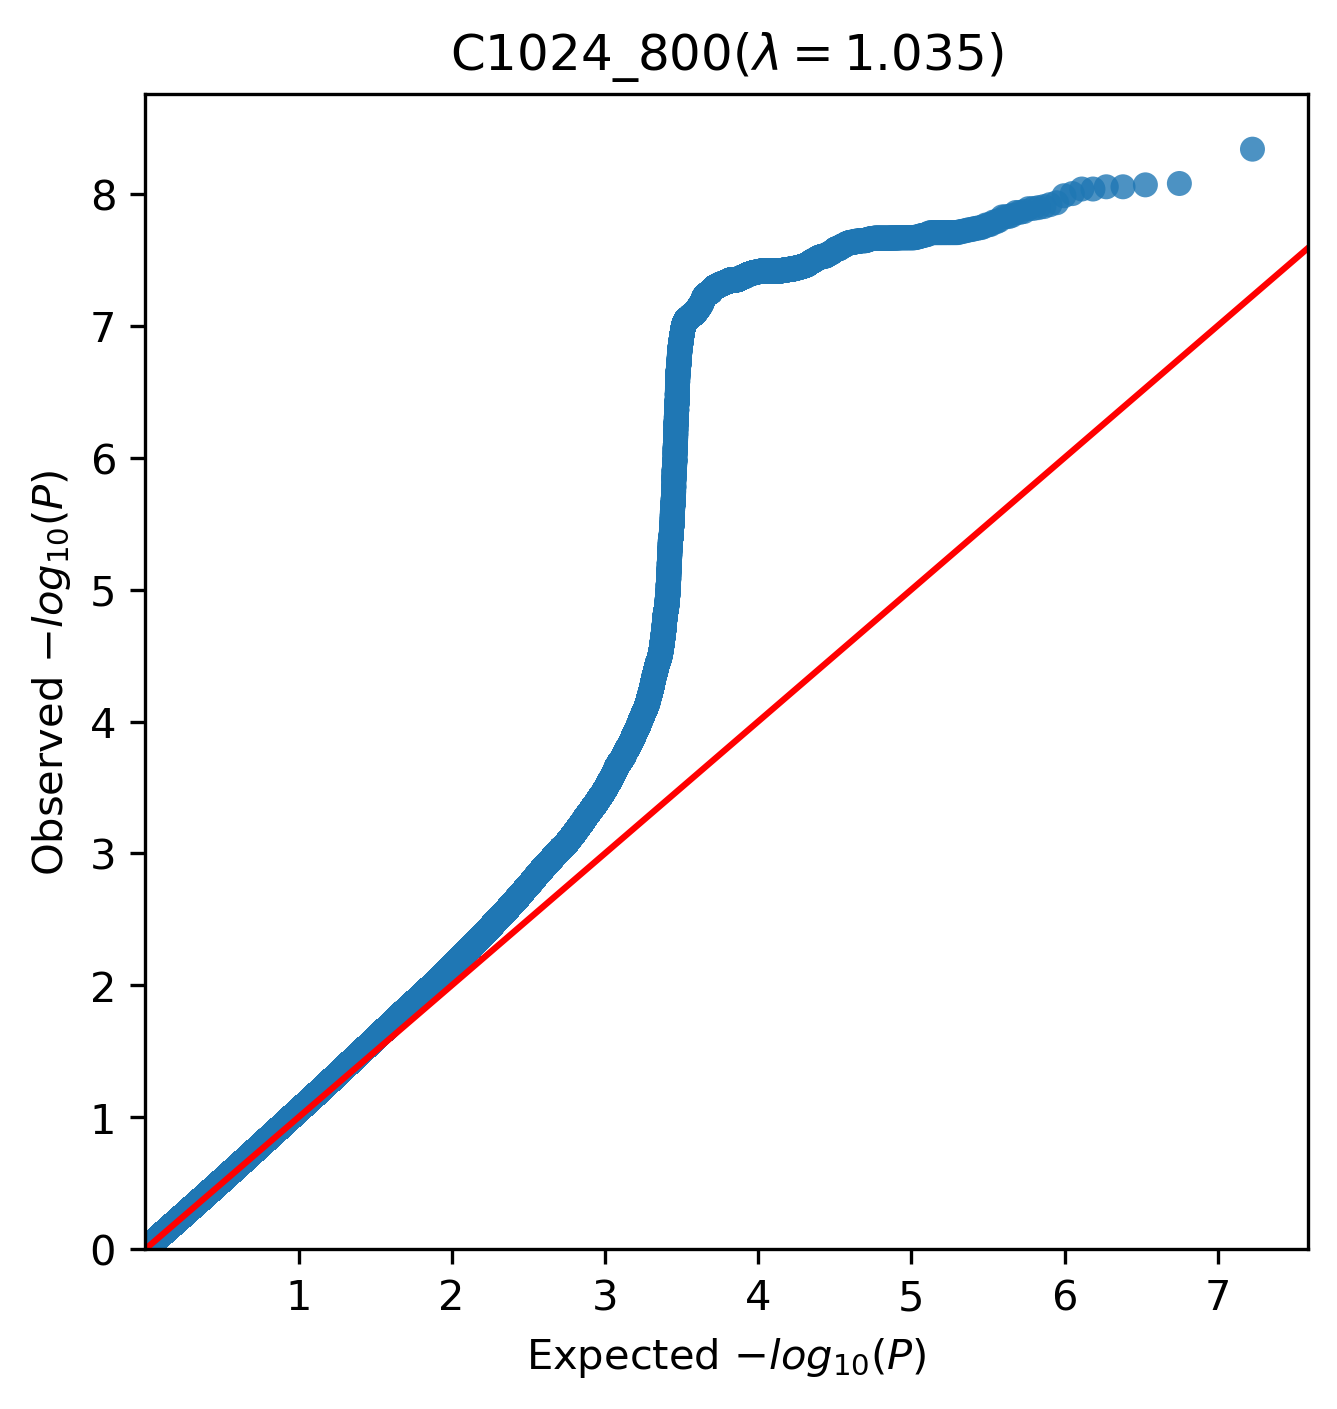 C1024_800(λ = 1.035)
8
7
6
5
4
3
2
1
0
Observed −log₁₀(P)
1 2 3 4 5 6 7
Expected −log₁₀(P)